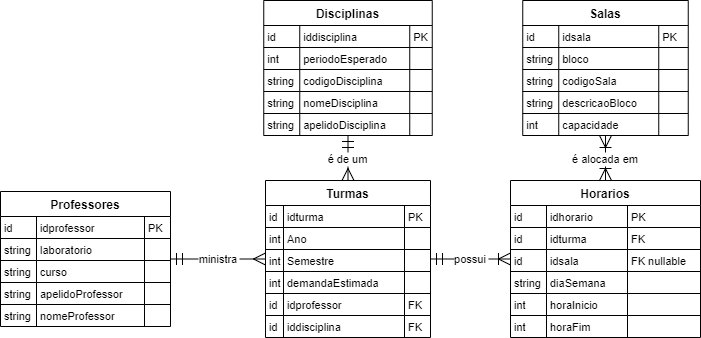 Disciplinas
id iddisciplina PK
int periodoEsperado
string codigoDisciplina
string nomeDisciplina
string apelidoDisciplina
Salas
id idsala PK
string bloco
string codigoSala
string descricaoBloco
int capacidade
é de um
é alocada em
Professores
id idprofessor PK
string laboratorio
string curso
string apelidoProfessor
string nomeProfessor
ministra
Turmas
id idturma PK
int Ano
int Semestre
int demandaEstimada
id idprofessor FK
id iddisciplina FK
possui
Horarios
id idhorario PK
id idturma FK
id idsala FK nullable
string diaSemana
int horaInicio
int horaFim